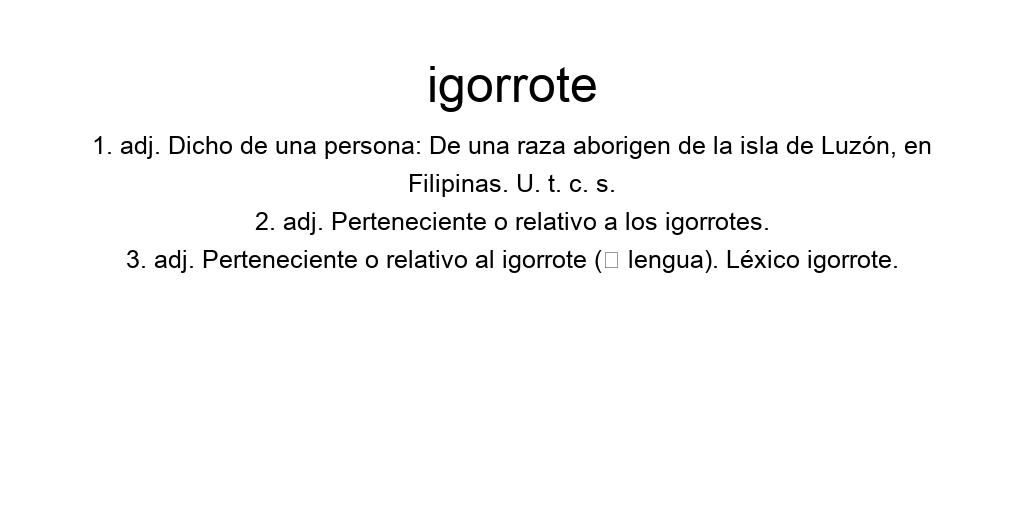 igorrote
1. adj. Dicho de una persona: De una raza aborigen de la isla de Luzón, en
Filipinas. U. t. c. s.
2. adj. Perteneciente o relativo a los igorrotes.
3. adj. Perteneciente o relativo al igorrote (□ lengua). Léxico igorrote.